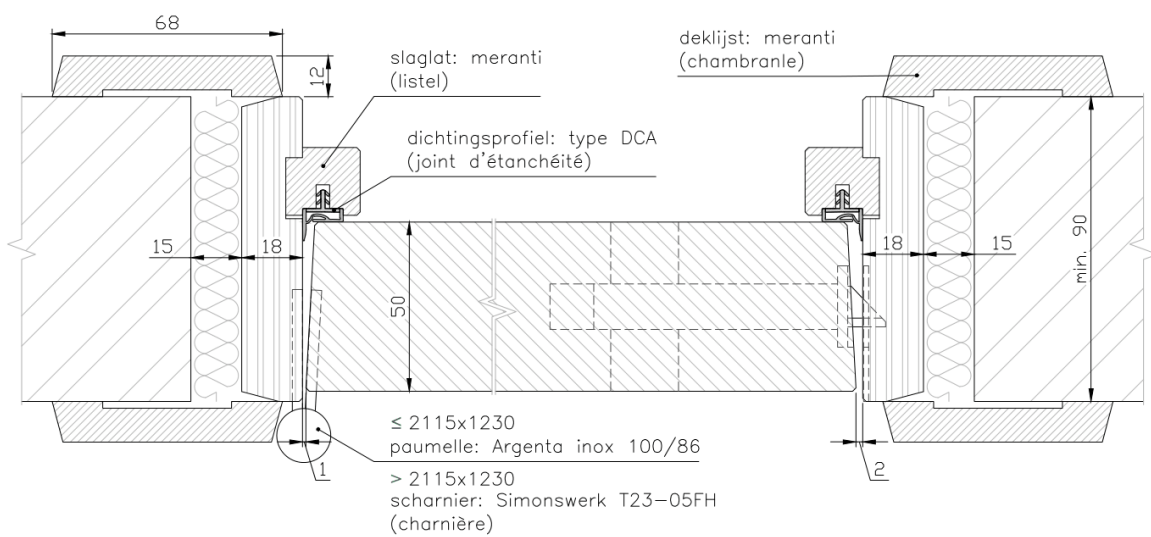 68
12
slaglat: meranti
(listel)
deklijst: meranti
(chambranle)
dichtingsprofiel: type DCA
(joint d'étanchéité)
15
18
50
18
15
min. 90
1
2
≤ 2115x1230
paumelle: Argenta inox 100/86
> 2115x1230
scharnier: Simonswerk T23-05FH
(charnière)